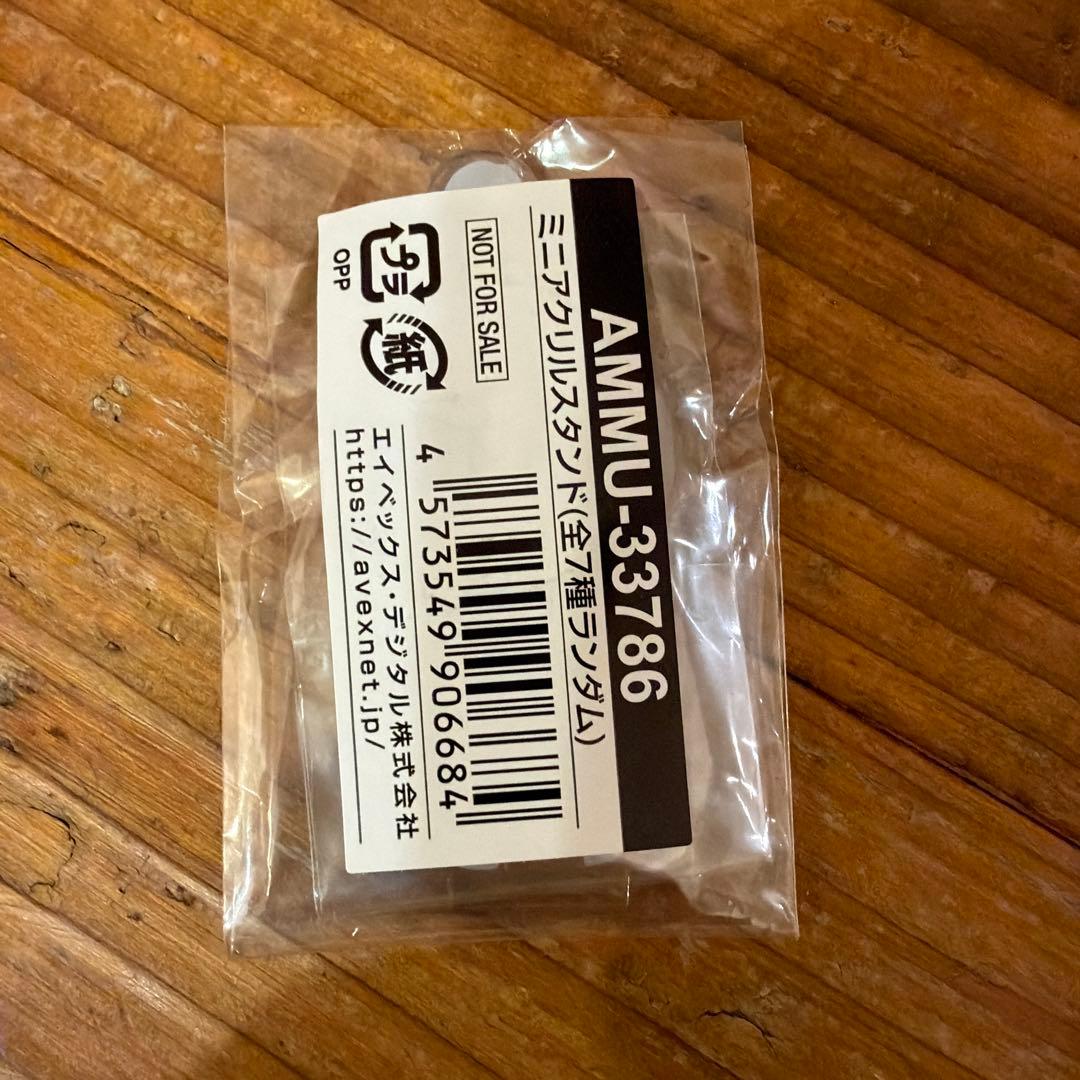 AMMU-33786
ミニアクリルスタンド(全7種ランダム)
NOT FOR SALE
プラ
OPP
紙
4 573549 906684
エイベックス・デジタル株式会社
https://avexnet.jp/